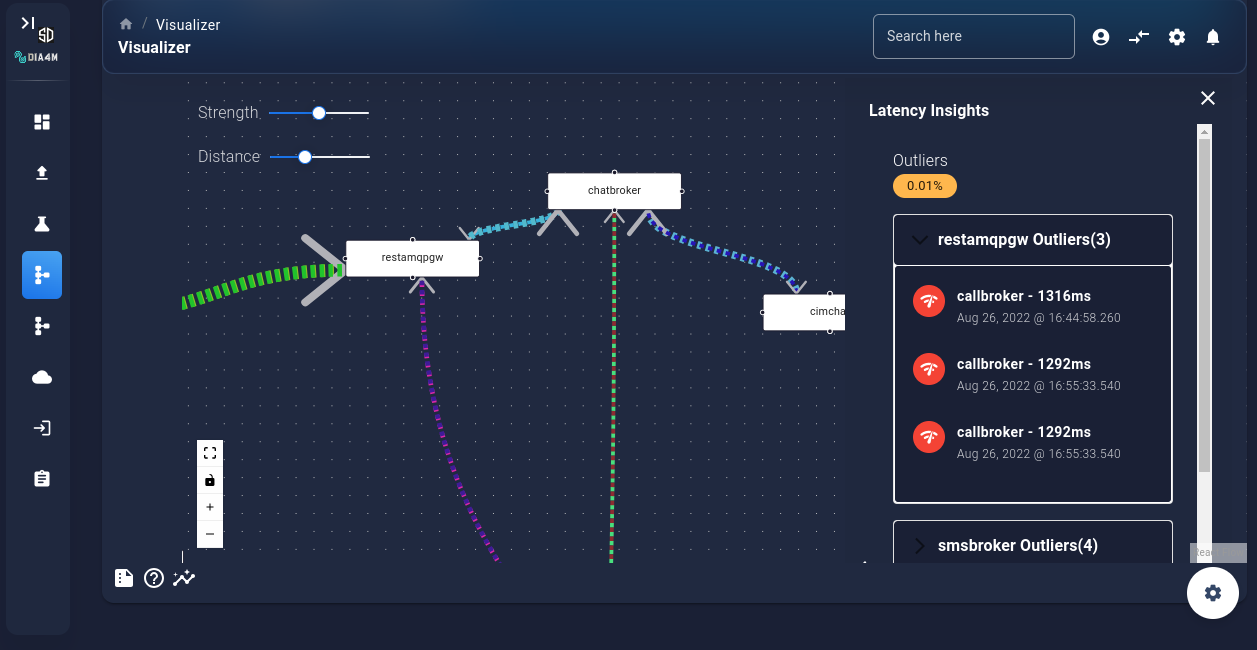 SD
DIA4M
/ Visualizer
Visualizer
Search here
Strength
Distance
chatbroker
restamqpgw
cimcha
Latency Insights
Outliers
0.01%
restamqpgw Outliers(3)
callbroker - 1316ms
Aug 26, 2022 @ 16:44:58.260
callbroker - 1292ms
Aug 26, 2022 @ 16:55:33.540
callbroker - 1292ms
Aug 26, 2022 @ 16:55:33.540
smsbroker Outliers(4)